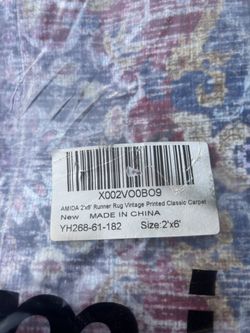 X002VO0BO9
AMIDA 2'x6' Runner Rug Vintage Printed Classic Carpet
New MADE IN CHINA
YH268-61-182 Size:2'x6'